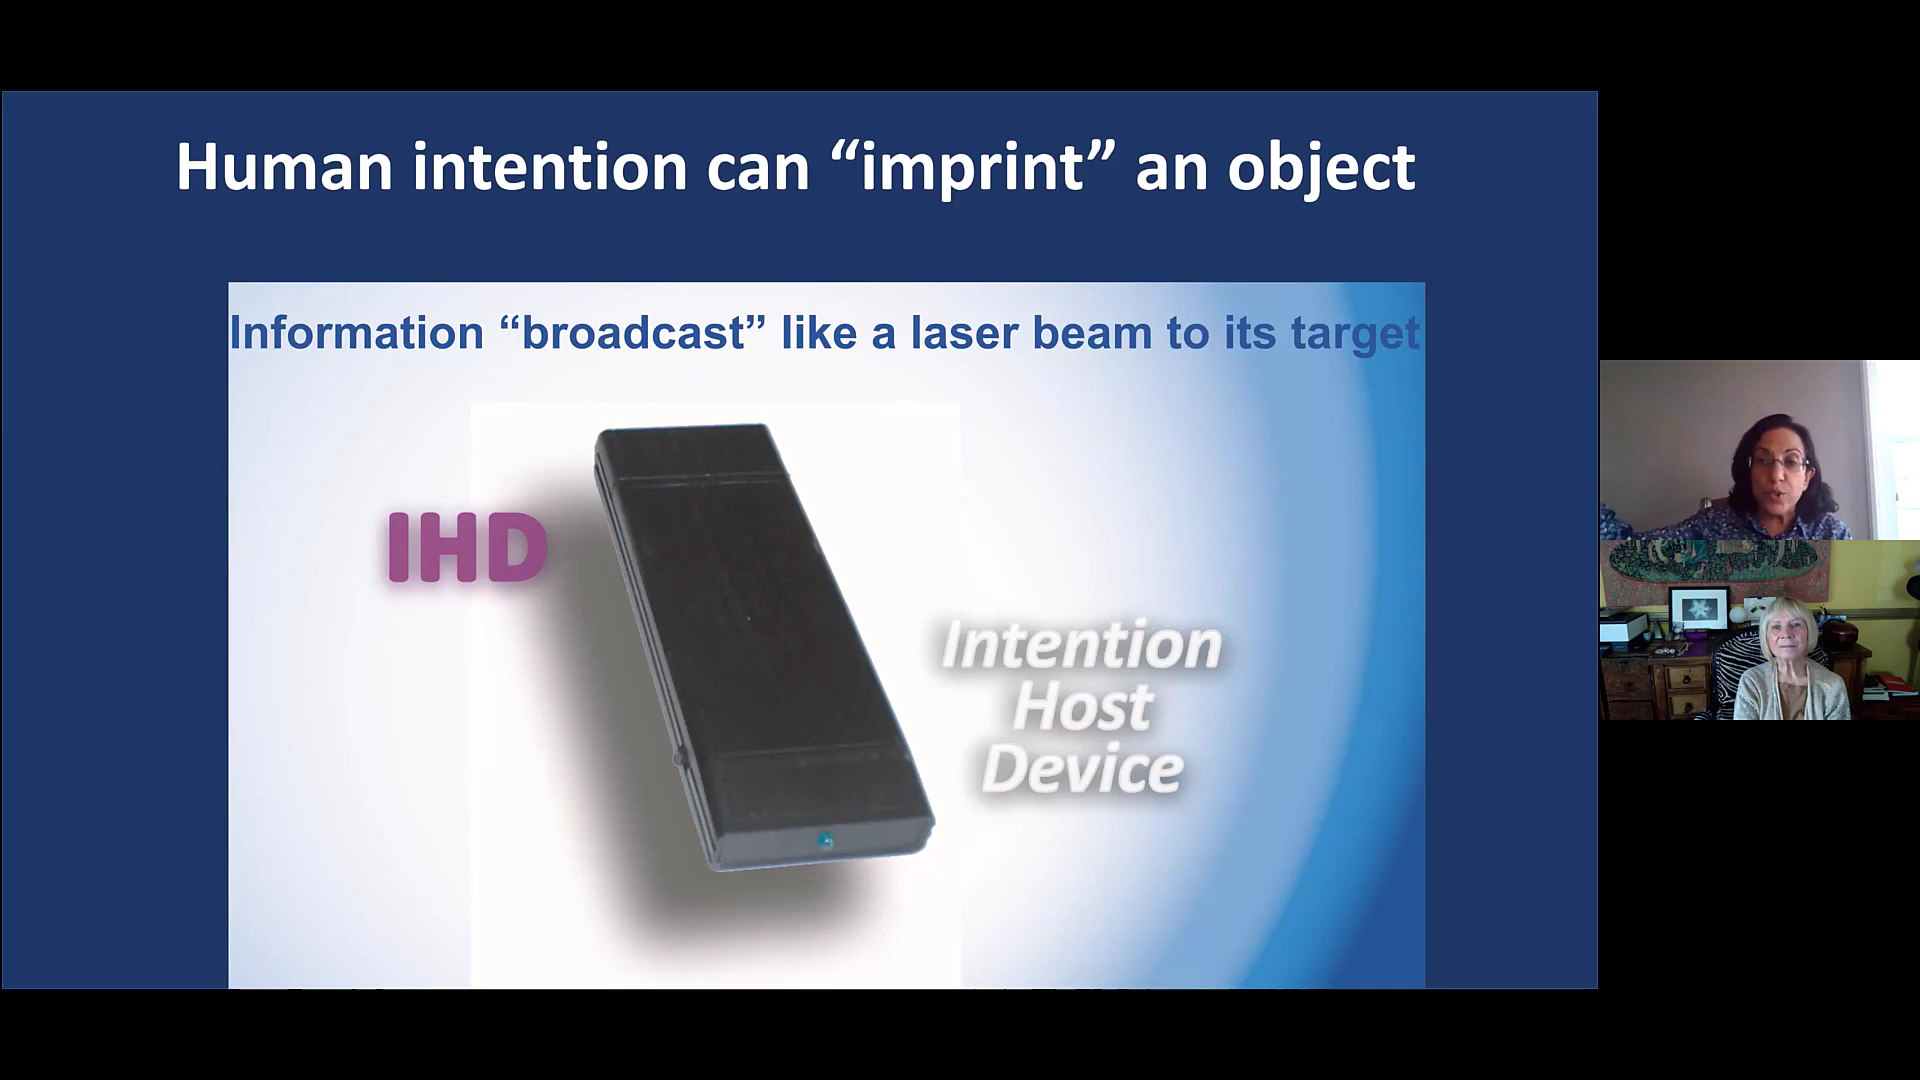 Human intention can “imprint” an object
Information “broadcast” like a laser beam to its target
IHD
Intention
Host
Device